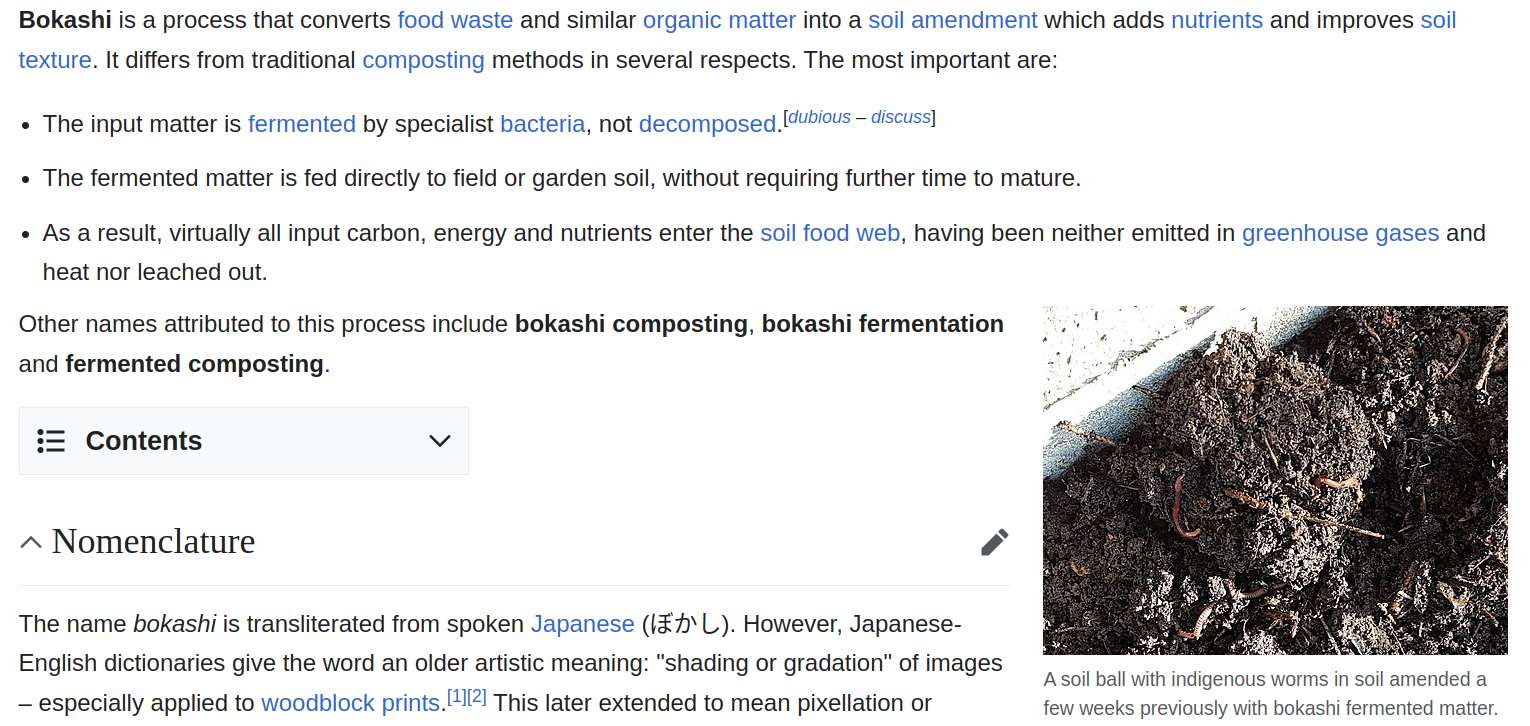 Bokashi is a process that converts food waste and similar organic matter into a soil amendment which adds nutrients and improves soil
texture. It differs from traditional composting methods in several respects. The most important are:
• The input matter is fermented by specialist bacteria, not decomposed.[dubious – discuss]
• The fermented matter is fed directly to field or garden soil, without requiring further time to mature.
• As a result, virtually all input carbon, energy and nutrients enter the soil food web, having been neither emitted in greenhouse gases and
heat nor leached out.
Other names attributed to this process include bokashi composting, bokashi fermentation
and fermented composting.
Contents
Nomenclature
The name bokashi is transliterated from spoken Japanese (ぼかし). However, Japanese-
English dictionaries give the word an older artistic meaning: "shading or gradation" of images
– especially applied to woodblock prints.[1][2] This later extended to mean pixellation or
A soil ball with indigenous worms in soil amended a
few weeks previously with bokashi fermented matter.